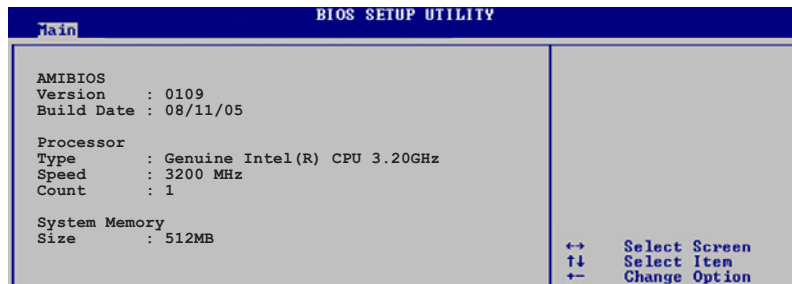 BIOS SETUP UTILITY
Main
AMIBIOS
Version : 0109
Build Date : 08/11/05
Processor
Type : Genuine Intel(R) CPU 3.20GHz
Speed : 3200 MHz
Count : 1
System Memory
Size : 512MB
↔ Select Screen
↑↓ Select Item
+- Change Option